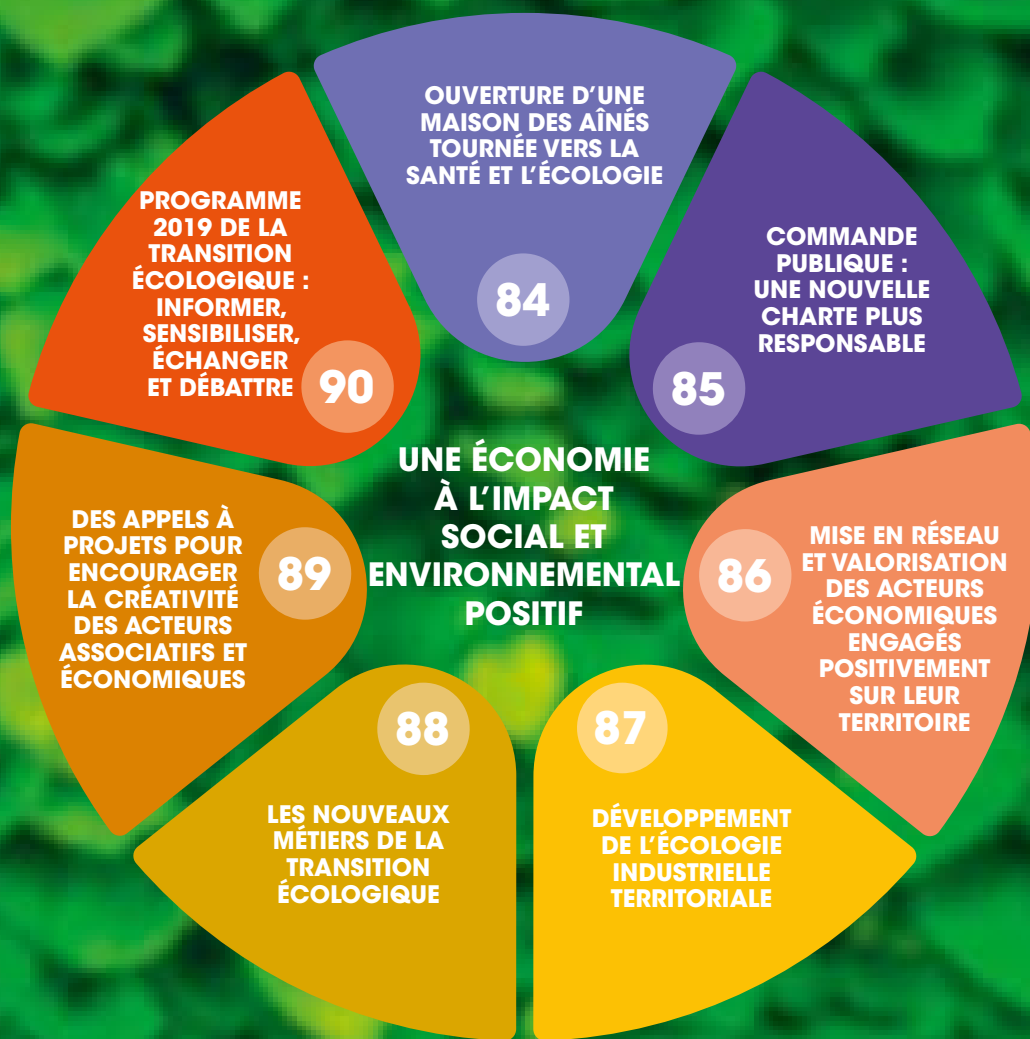 OUVERTURE D’UNE
MAISON DES AÎNÉS
TOURNÉE VERS LA
SANTÉ ET L’ÉCOLOGIE
84
COMMANDE
PUBLIQUE :
UNE NOUVELLE
CHARTE PLUS
RESPONSABLE
85
MISE EN RÉSEAU
ET VALORISATION
DES ACTEURS
ÉCONOMIQUES
ENGAGÉS
POSITIVEMENT
SUR LEUR
TERRITOIRE
86
DÉVELOPPEMENT
DE L’ÉCOLOGIE
INDUSTRIELLE
TERRITORIALE
87
LES NOUVEAUX
MÉTIERS DE LA
TRANSITION
ÉCOLOGIQUE
88
DES APPELS À
PROJETS POUR
ENCOURAGER
LA CRÉATIVITÉ
DES ACTEURS
ASSOCIATIFS ET
ÉCONOMIQUES
89
PROGRAMME
2019 DE LA
TRANSITION
ÉCOLOGIQUE :
INFORMER,
SENSIBILISER,
ÉCHANGER
ET DÉBATTRE
90
UNE ÉCONOMIE
À L’IMPACT
SOCIAL ET
ENVIRONNEMENTAL
POSITIF